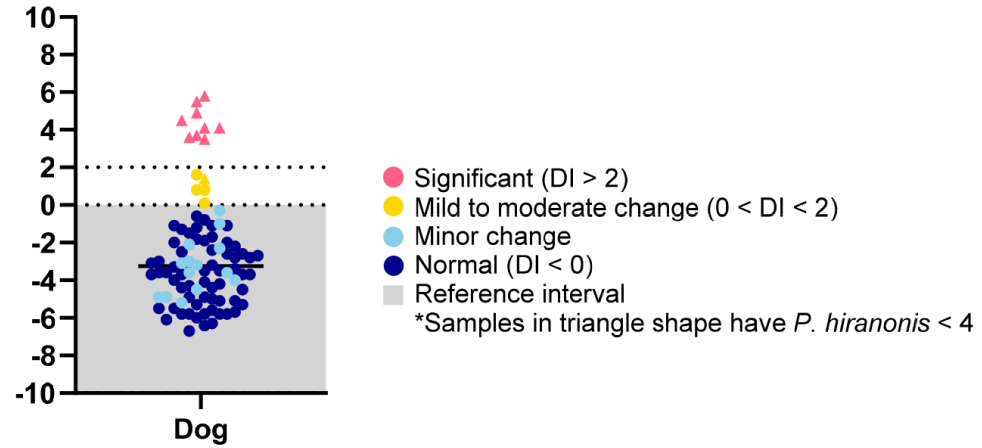 10
8
6
4
2
0
-2
-4
-6
-8
-10
Dog
Significant (DI > 2)
Mild to moderate change (0 < DI < 2)
Minor change
Normal (DI < 0)
Reference interval
*Samples in triangle shape have P. hiranonis < 4